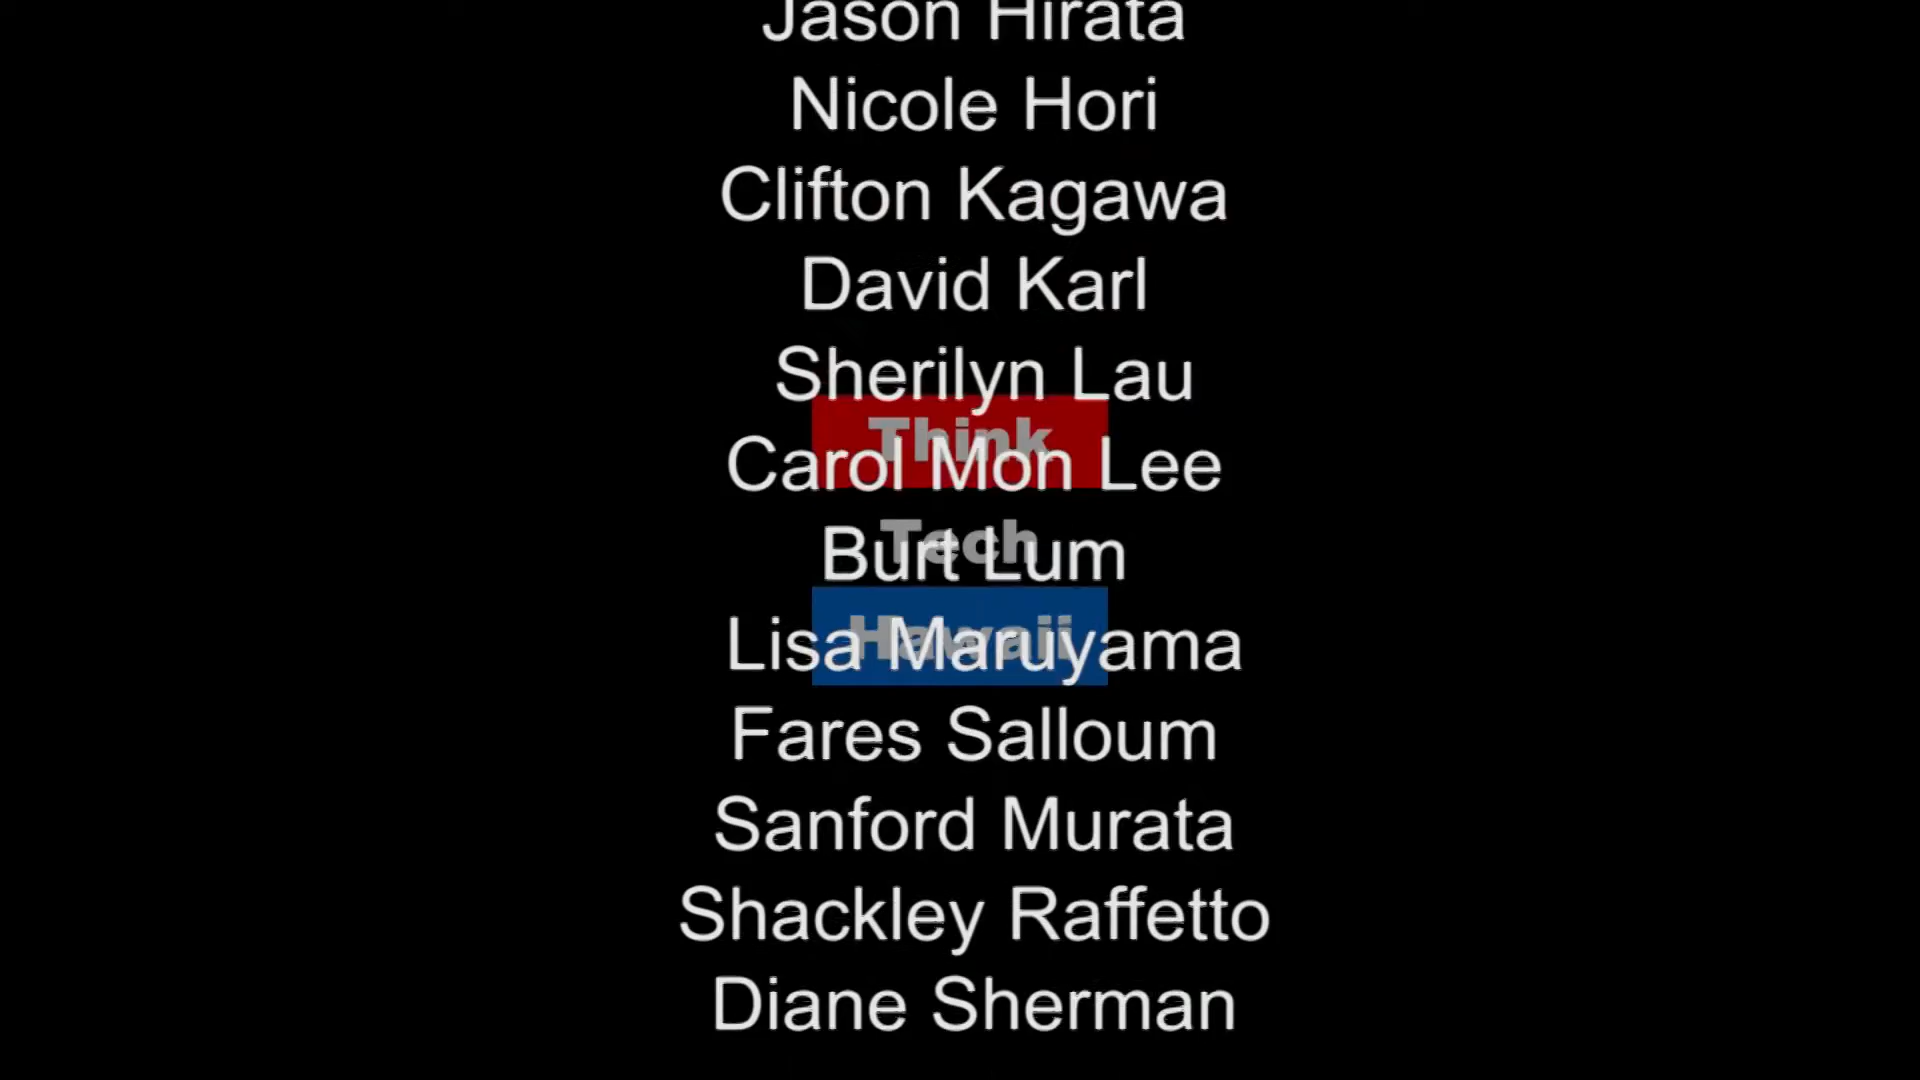 Jason Hirata
Nicole Hori
Clifton Kagawa
David Karl
Sherilyn Lau
Think
Carol Mon Lee
Tech
Burt Lum
Hawaii
Lisa Maruyama
Fares Salloum
Sanford Murata
Shackley Raffetto
Diane Sherman